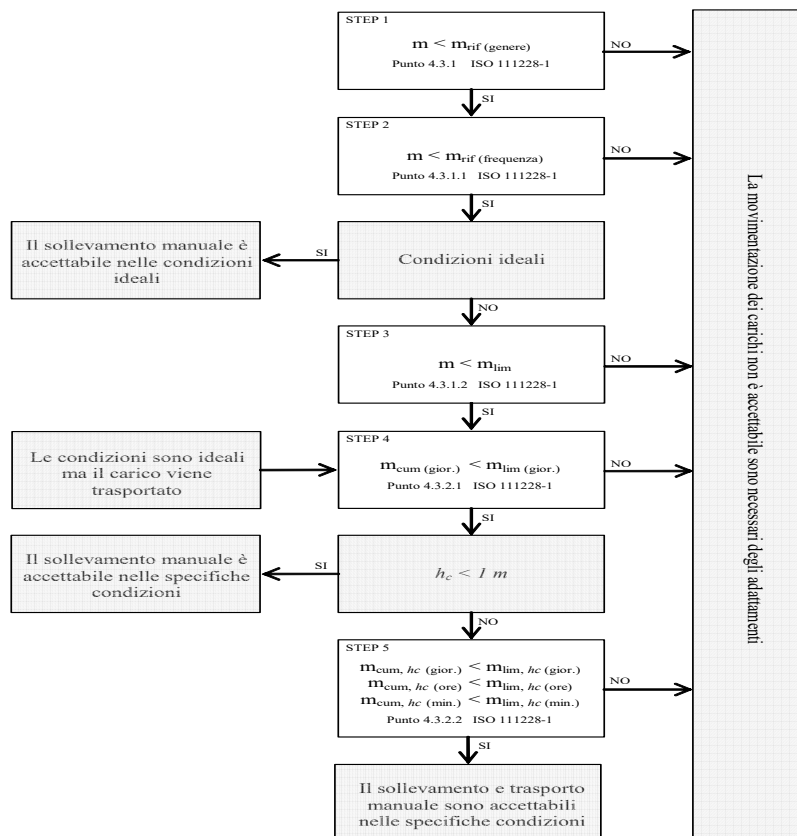 STEP 1
m < mrif (genere)
Punto 4.3.1 ISO 111228-1
NO
SI
STEP 2
m < mrif (frequenza)
Punto 4.3.1.1 ISO 111228-1
NO
SI
Il sollevamento manuale è
accettabile nelle condizioni
ideali
SI
Condizioni ideali
NO
STEP 3
m < mlim
Punto 4.3.1.2 ISO 111228-1
NO
SI
Le condizioni sono ideali
ma il carico viene
trasportato
STEP 4
mcum (gior.) < mlim (gior.)
Punto 4.3.2.1 ISO 111228-1
NO
SI
Il sollevamento manuale è
accettabile nelle specifiche
condizioni
SI
hc < 1 m
NO
STEP 5
mcum, hc (gior.) < mlim, hc (gior.)
mcum, hc (ore) < mlim, hc (ore)
mcum, hc (min.) < mlim, hc (min.)
Punto 4.3.2.2 ISO 111228-1
NO
SI
Il sollevamento e trasporto
manuale sono accettabili
nelle specifiche condizioni
La movimentazione dei carichi non è accettabile sono necessari degli adattamenti